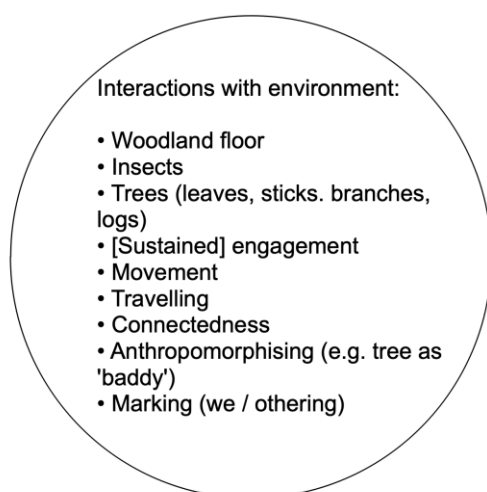 Interactions with environment:
• Woodland floor
• Insects
• Trees (leaves, sticks. branches,
logs)
• [Sustained] engagement
• Movement
• Travelling
• Connectedness
• Anthropomorphising (e.g. tree as
'baddy')
• Marking (we / othering)